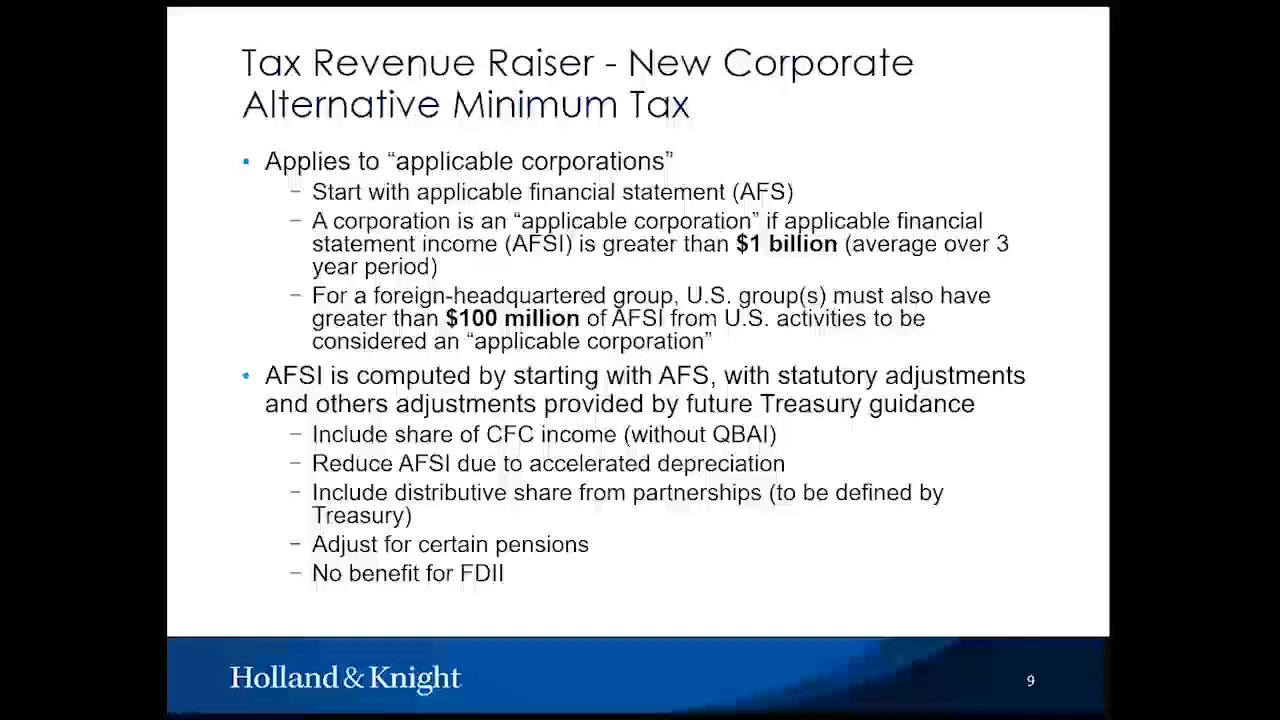 Tax Revenue Raiser - New Corporate
Alternative Minimum Tax
• Applies to “applicable corporations”
– Start with applicable financial statement (AFS)
– A corporation is an “applicable corporation” if applicable financial
statement income (AFSI) is greater than $1 billion (average over 3
year period)
– For a foreign-headquartered group, U.S. group(s) must also have
greater than $100 million of AFSI from U.S. activities to be
considered an “applicable corporation”
• AFSI is computed by starting with AFS, with statutory adjustments
and others adjustments provided by future Treasury guidance
– Include share of CFC income (without QBAI)
– Reduce AFSI due to accelerated depreciation
– Include distributive share from partnerships (to be defined by
Treasury)
– Adjust for certain pensions
– No benefit for FDII
Holland & Knight
9